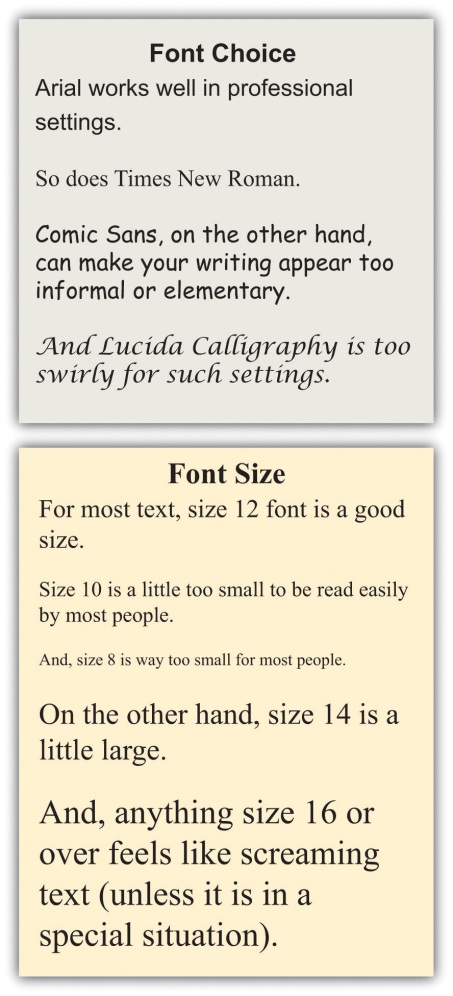 Font Choice
Arial works well in professional
settings.
So does Times New Roman.
Comic Sans, on the other hand,
can make your writing appear too
informal or elementary.
And Lucida Calligraphy is too
swirly for such settings.
Font Size
For most text, size 12 font is a good
size.
Size 10 is a little too small to be read easily
by most people.
And, size 8 is way too small for most people.
On the other hand, size 14 is a
little large.
And, anything size 16 or
over feels like screaming
text (unless it is in a
special situation).